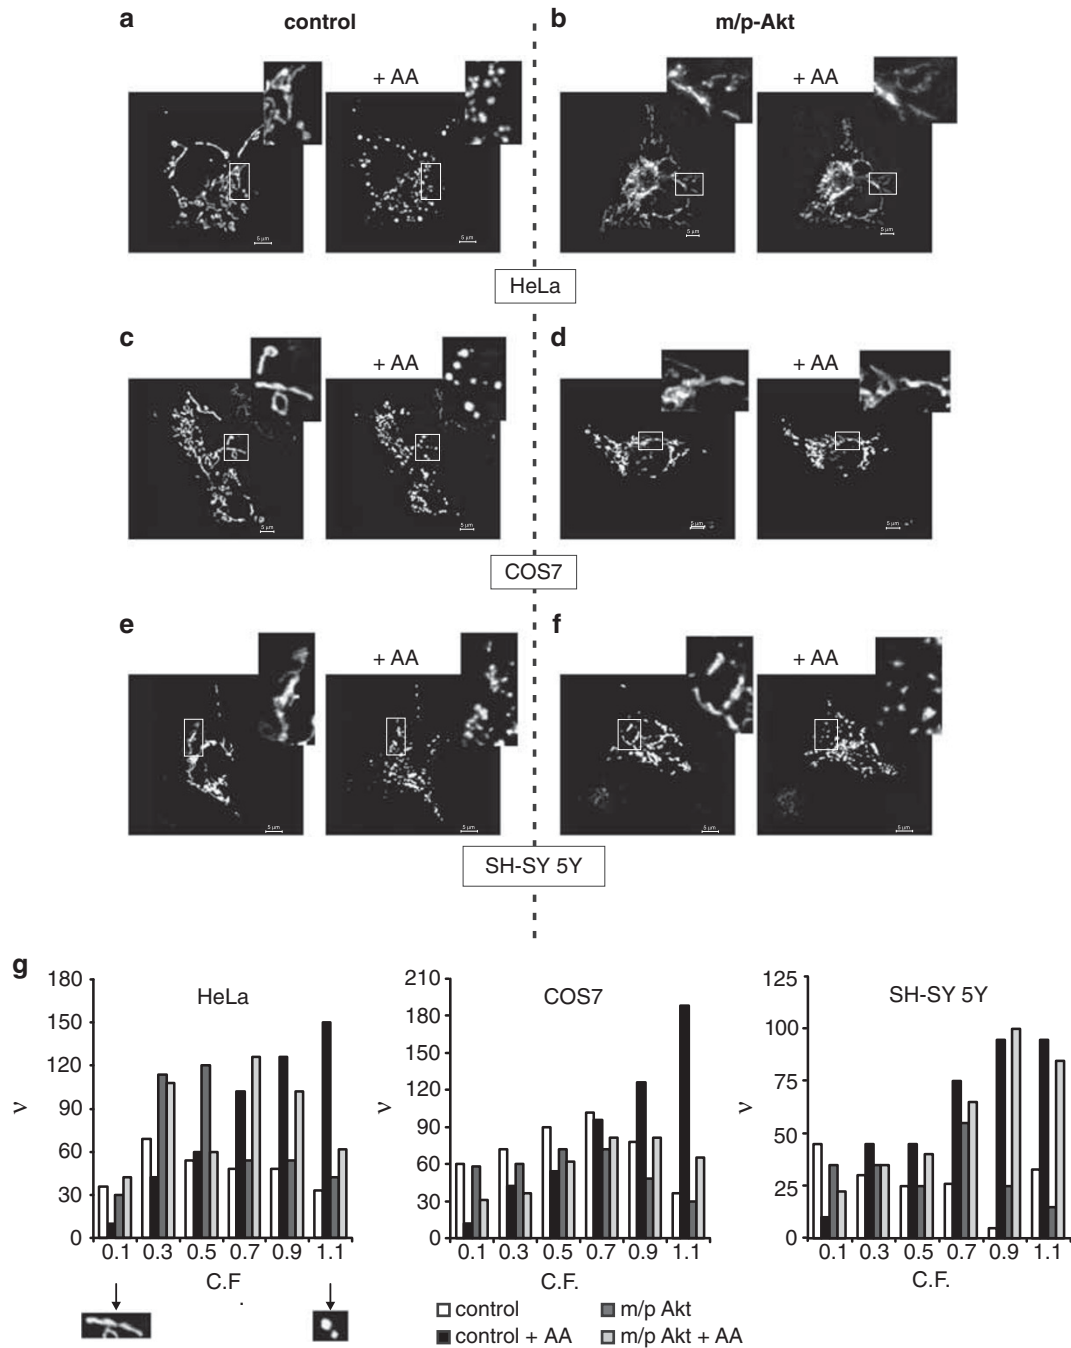 a control b m/p-Akt
+ AA + AA
5 µm 5 µm 5 µm 5 µm
HeLa
c + AA d + AA
5 µm 5 µm 5 µm 5 µm
COS7
e f
+ AA + AA
5 µm 5 µm 5 µm 5 µm
SH-SY 5Y
g
HeLa
180
150
120
90
60
30
0
ν
0.1 0.3 0.5 0.7 0.9 1.1
C.F.
COS7
210
180
150
120
90
60
30
0
ν
0.1 0.3 0.5 0.7 0.9 1.1
C.F.
SH-SY 5Y
125
100
75
50
25
0
ν
0.1 0.3 0.5 0.7 0.9 1.1
C.F.
control m/p Akt
control + AA m/p Akt + AA